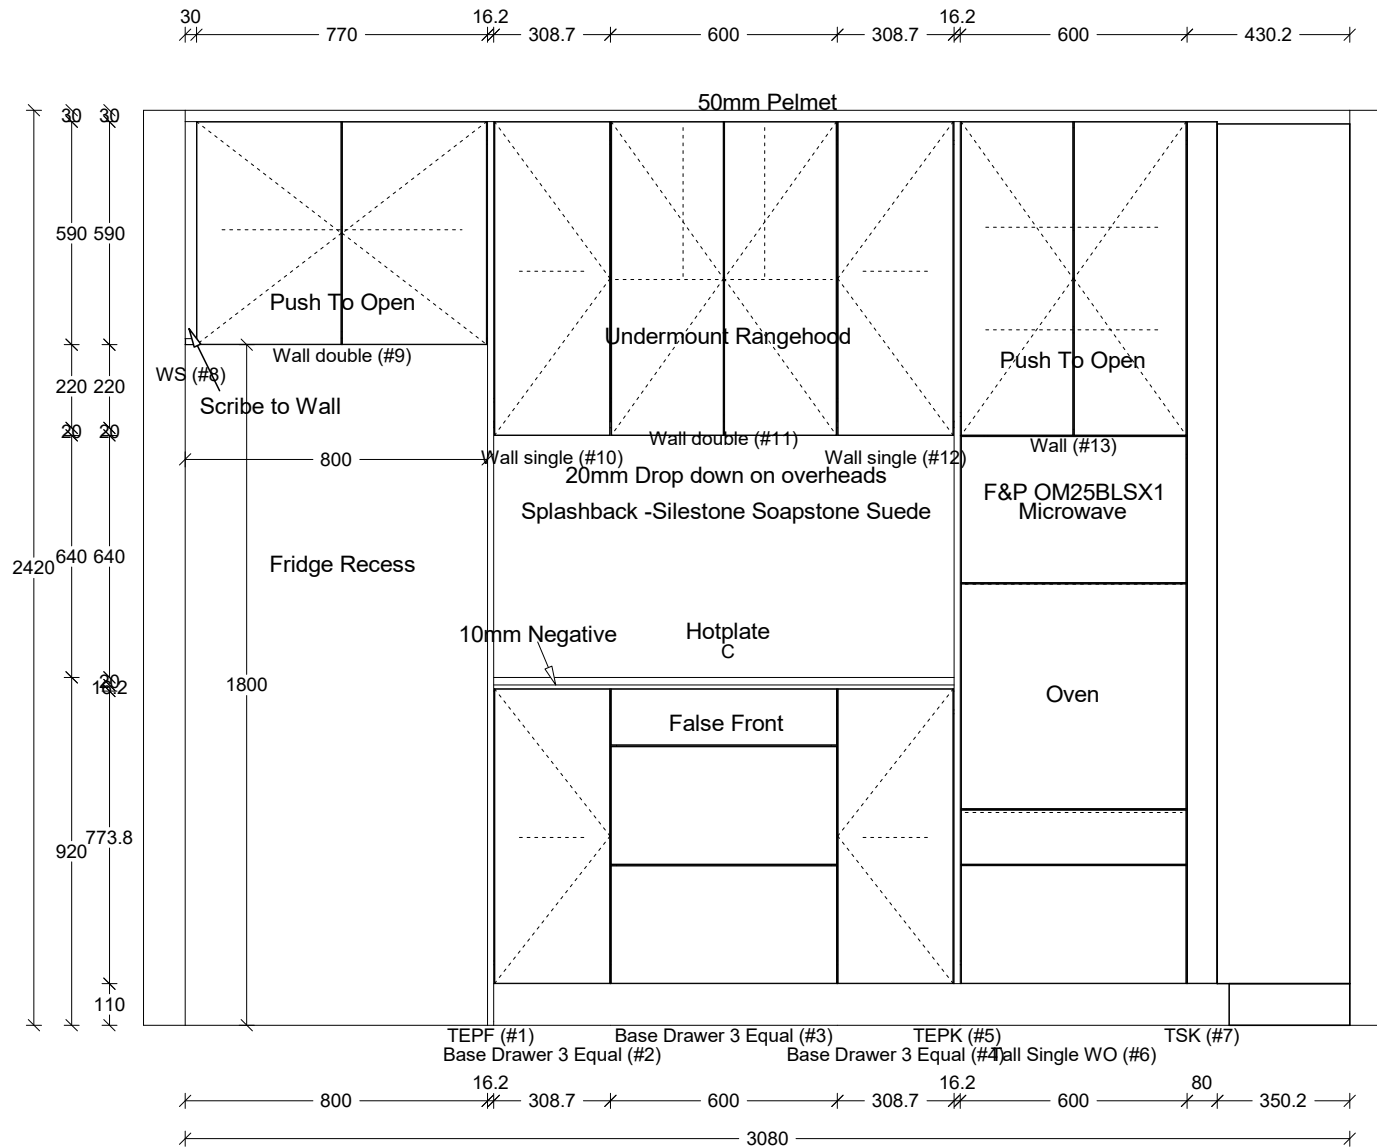 30
16.2
16.2
770
308.7
600
308.7
600
430.2
50mm Pelmet
30
30
590
590
Push To Open
Undermount Rangehood
Wall double (#9)
Push To Open
WS (#8)
220
220
Scribe to Wall
20
20
Wall double (#11)
Wall (#13)
800
Wall single (#10)
Wall single (#12)
20mm Drop down on overheads
F&P OM25BLSX1
Splashback -Silestone Soapstone Suede
Microwave
640
640
2420
Fridge Recess
10mm Negative
Hotplate
C
20
16.2
1800
Oven
False Front
773.8
920
110
TEPF (#1)
Base Drawer 3 Equal (#3)
TEPK (#5)
TSK (#7)
Base Drawer 3 Equal (#2)
Base Drawer 3 Equal (#4)
Tall Single WO (#6)
16.2
16.2
80
800
308.7
600
308.7
600
350.2
3080